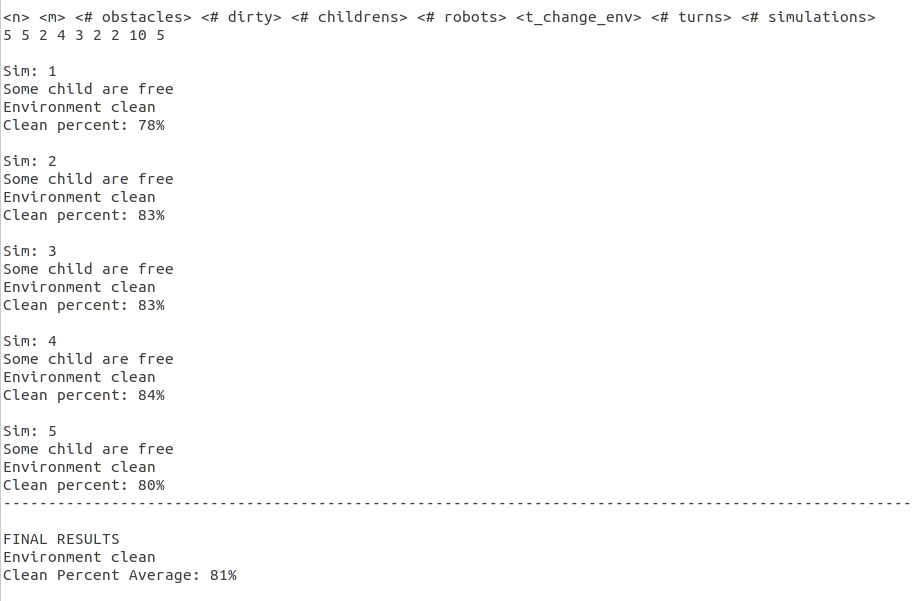 <n> <m> <# obstacles> <# dirty> <# childrens> <# robots> <t_change_env> <# turns> <# simulations>
5 5 2 4 3 2 2 10 5
Sim: 1
Some child are free
Environment clean
Clean percent: 78%
Sim: 2
Some child are free
Environment clean
Clean percent: 83%
Sim: 3
Some child are free
Environment clean
Clean percent: 83%
Sim: 4
Some child are free
Environment clean
Clean percent: 84%
Sim: 5
Some child are free
Environment clean
Clean percent: 80%
-----------------------------------------------------------------------------------------------------
FINAL RESULTS
Environment clean
Clean Percent Average: 81%